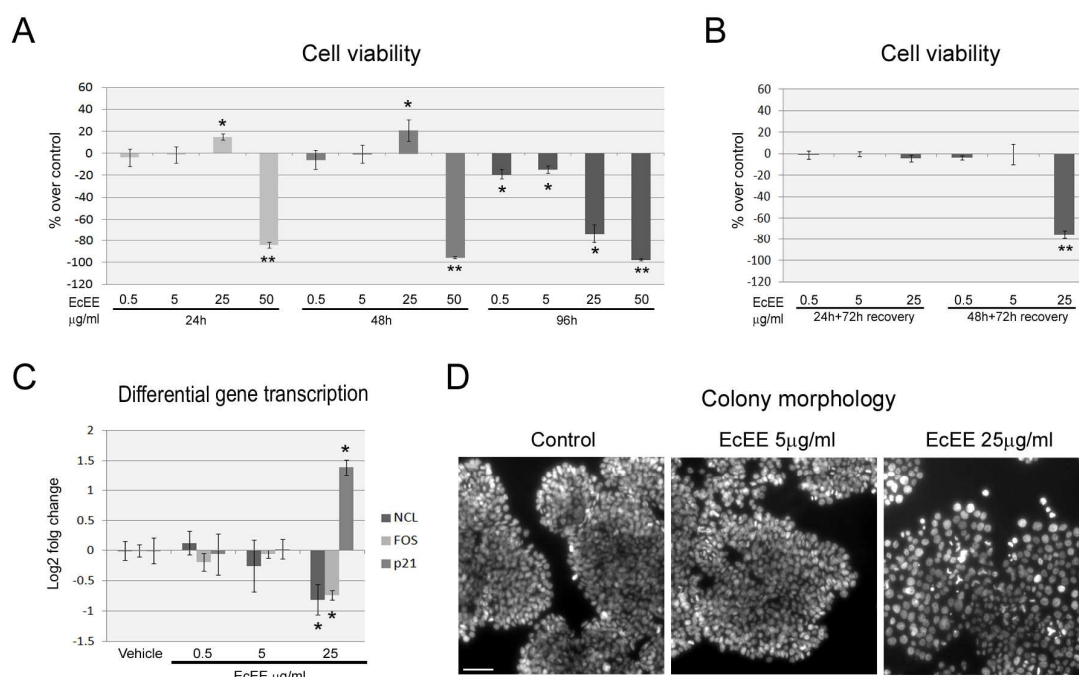 A
Cell viability
% over control
60
40
20
0
-20
-40
-60
-80
-100
-120
*
**
*
**
*
*
*
**
EcEE 0.5 5 25 50 0.5 5 25 50 0.5 5 25 50
μg/ml 24h 48h 96h
B
Cell viability
% over control
60
40
20
0
-20
-40
-60
-80
-100
-120
**
EcEE 0.5 5 25 0.5 5 25
μg/ml 24h+72h recovery 48h+72h recovery
C
Differential gene transcription
Log2 folg change
2
1.5
1
0.5
0
-0.5
-1
-1.5
*
*
*
NCL
FOS
p21
Vehicle 0.5 5 25
EcEE μg/ml
D
Colony morphology
Control EcEE 5μg/ml EcEE 25μg/ml